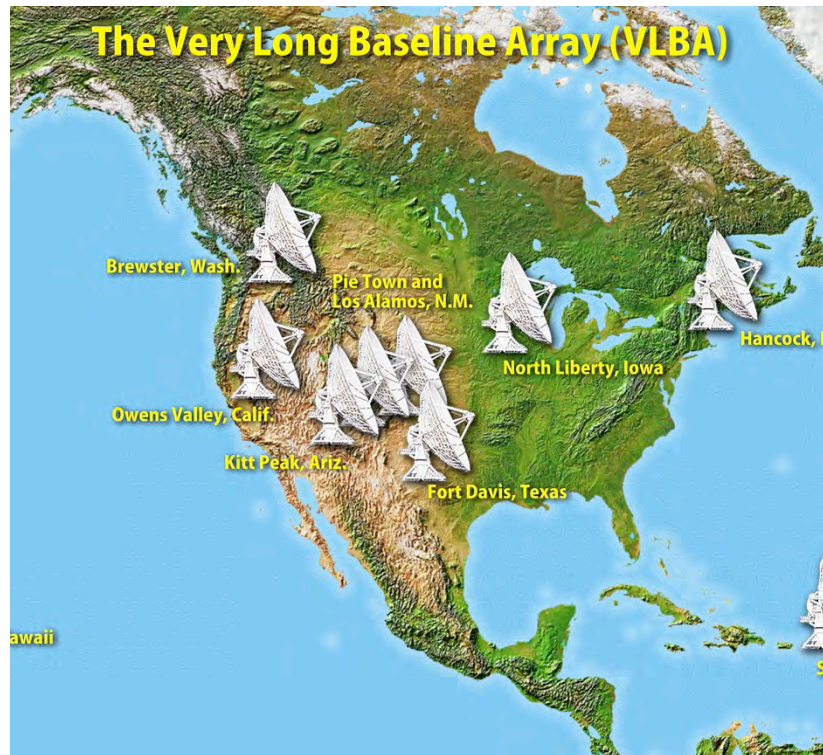 The Very Long Baseline Array (VLBA)
Brewster, Wash.
Pie Town and
Los Alamos, N.M.
Hancock,
North Liberty, Iowa
Owens Valley, Calif.
Kitt Peak, Ariz.
Fort Davis, Texas
awaii
S